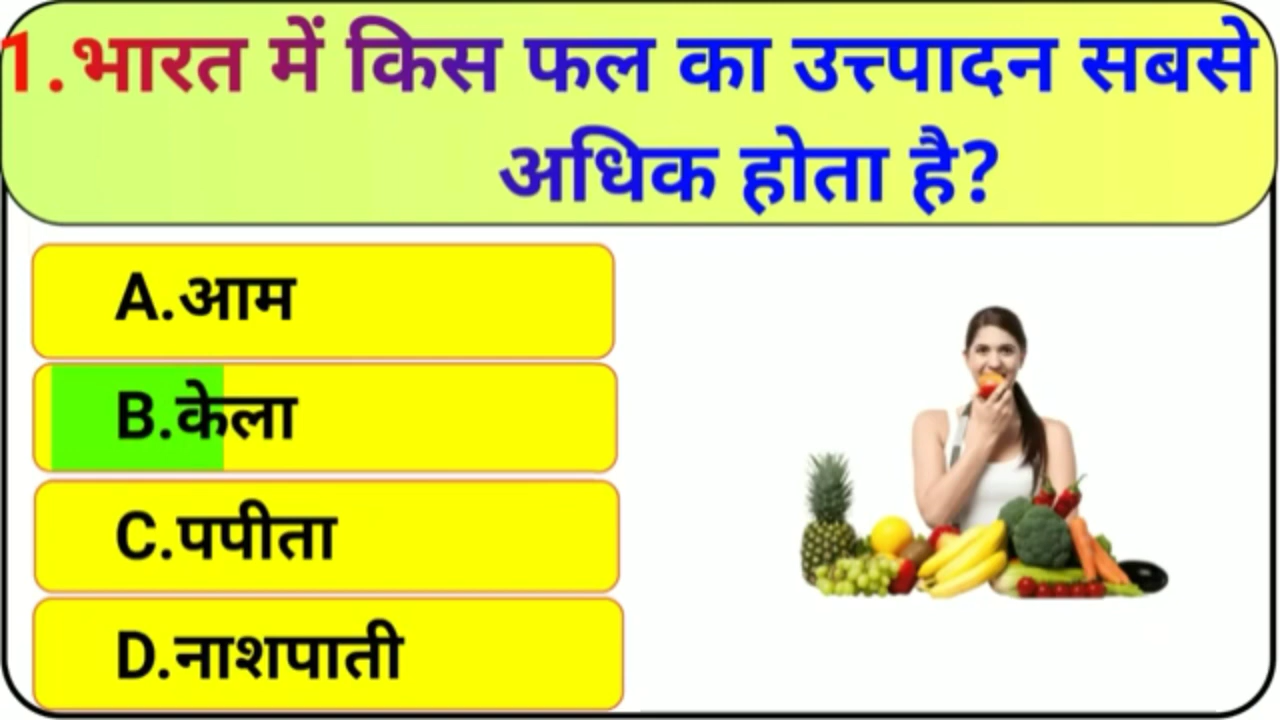 1.भारत में किस फल का उत्त्पादन सबसे
अधिक होता है?
A.आम
B.केला
C.पपीता
D.नाशपाती